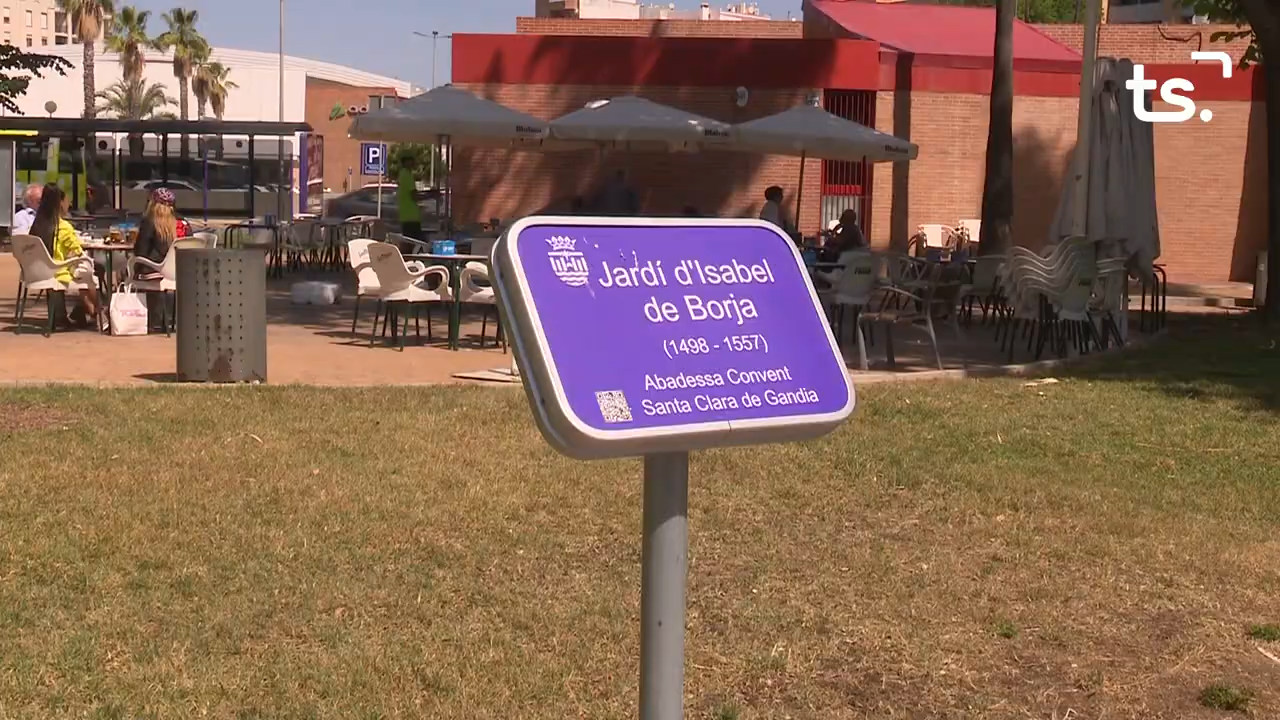 ts.
P
Jardí d'Isabel
de Borja
(1498 - 1557)
Abadessa Convent
Santa Clara de Gandia